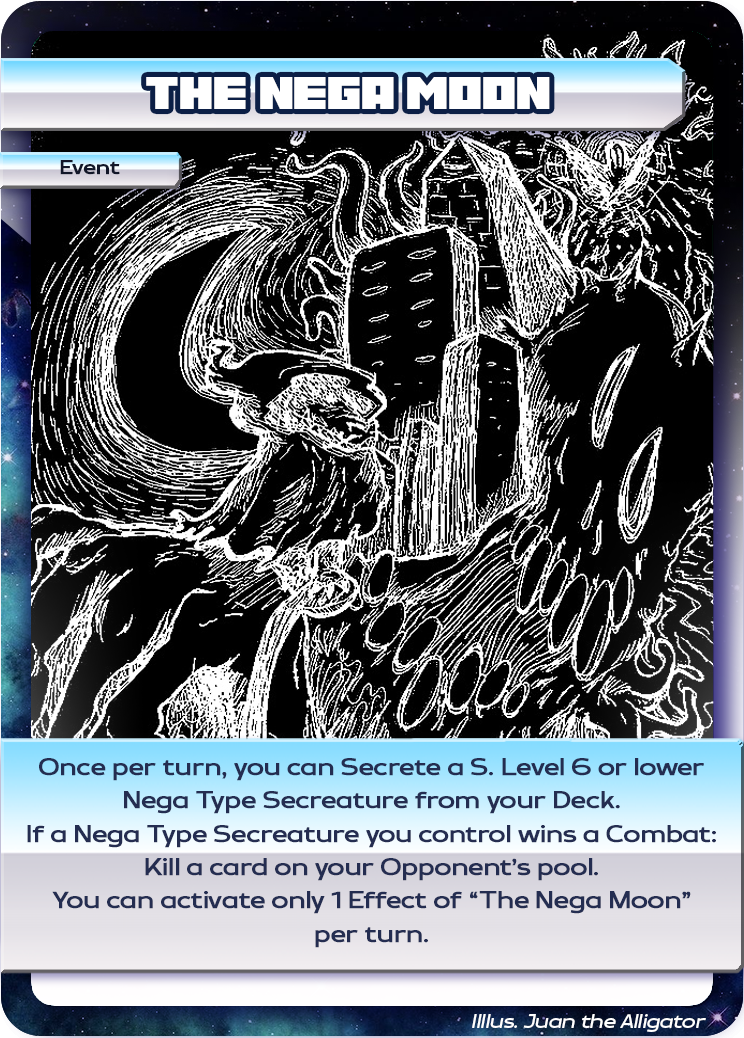 THE NEGA MOON
Event
Once per turn, you can Secrete a S. Level 6 or lower
Nega Type Secreature from your Deck.
If a Nega Type Secreature you control wins a Combat:
Kill a card on your Opponent's pool.
You can activate only 1 Effect of “The Nega Moon”
per turn.
Illlus. Juan the Alligator